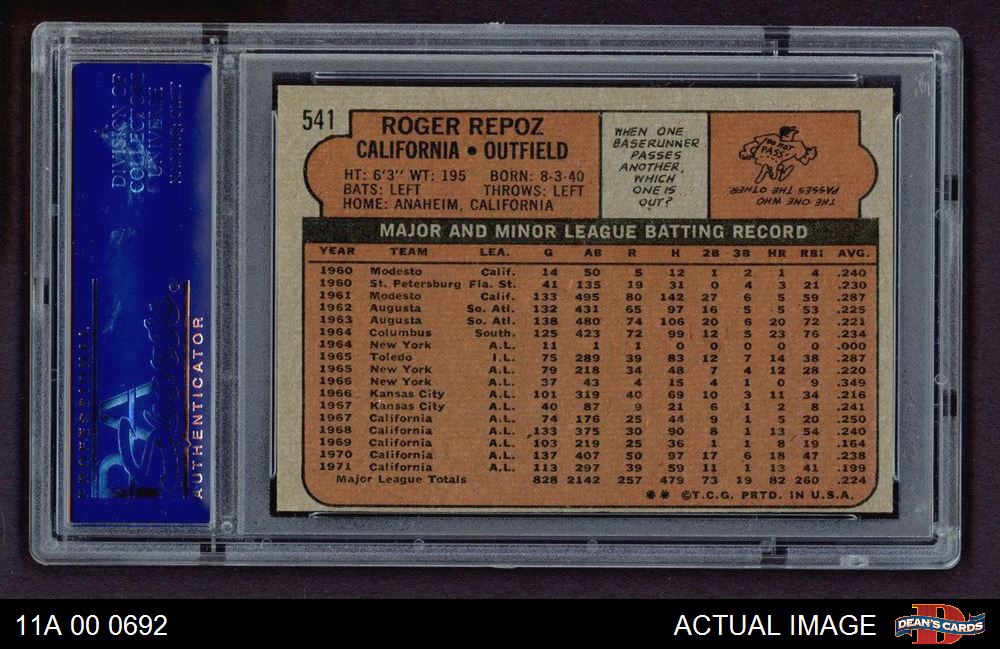 541
ROGER REPOZ
CALIFORNIA • OUTFIELD
HT: 6'3" WT: 195 BORN: 8-3-40
BATS: LEFT THROWS: LEFT
HOME: ANAHEIM, CALIFORNIA
WHEN ONE
BASERUNNER
PASSES
ANOTHER,
WHICH
ONE IS
OUT?
DO NOT
PASS
THE ONE WHO
PASSES THE OTHER
MAJOR AND MINOR LEAGUE BATTING RECORD
YEAR TEAM LEA. G AB R H 2B 3B HR RBI AVG.
1960 Modesto Calif. 14 50 5 12 1 2 1 4 .240
1960 St. Petersburg Fla. St. 41 135 19 31 0 4 3 21 .230
1961 Modesto Calif. 133 495 80 142 27 6 5 59 .287
1962 Augusta So. Atl. 132 431 65 97 16 5 5 53 .225
1963 Augusta So. Atl. 138 480 74 106 20 6 20 72 .221
1964 Columbus South. 125 423 72 99 12 5 23 76 .234
1964 New York A.L. 11 1 1 0 0 0 0 0 .000
1965 Toledo I.L. 75 289 39 83 12 7 14 38 .287
1965 New York A.L. 79 218 34 48 7 4 12 28 .220
1966 New York A.L. 37 43 4 15 4 1 0 9 .349
1966 Kansas City A.L. 101 319 40 69 10 3 11 34 .216
1967 Kansas City A.L. 40 87 9 21 6 1 2 8 .241
1967 California A.L. 74 176 25 44 9 1 5 20 .250
1968 California A.L. 133 375 30 90 8 1 13 54 .240
1969 California A.L. 103 219 25 36 1 1 8 19 .164
1970 California A.L. 137 407 50 97 17 6 18 47 .238
1971 California A.L. 113 297 39 59 11 1 13 41 .199
Major League Totals 828 2142 257 479 73 19 82 260 .224
** ©T.C.G. PRTD. IN U.S.A.
DIVISION OF
COLLECTORS
UNIVERSE
PSA
AUTHENTICATOR
11A 00 0692
ACTUAL IMAGE
DEAN'S CARDS